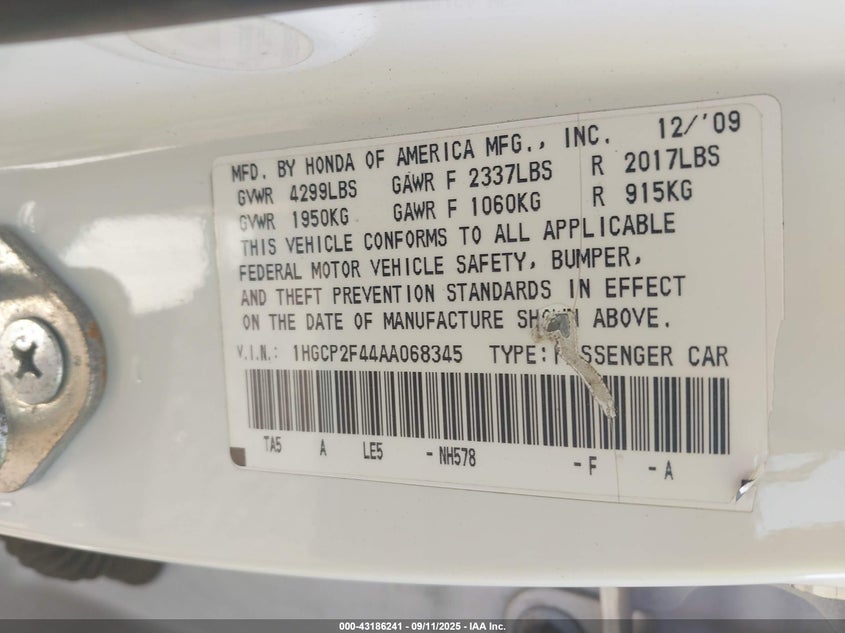 12/'09
MFD. BY HONDA OF AMERICA MFG., INC.
GVWR 4299LBS GAWR F 2337LBS R 2017LBS
GVWR 1950KG GAWR F 1060KG R 915KG
THIS VEHICLE CONFORMS TO ALL APPLICABLE
FEDERAL MOTOR VEHICLE SAFETY, BUMPER,
AND THEFT PREVENTION STANDARDS IN EFFECT
ON THE DATE OF MANUFACTURE ABOVE.
V.I.N.: 1HGCP2F44AA068345 TYPE: CAR
TA5 A LE5 -NH578 -F -A
000-43186241 - 09/11/2025 - IAA Inc.